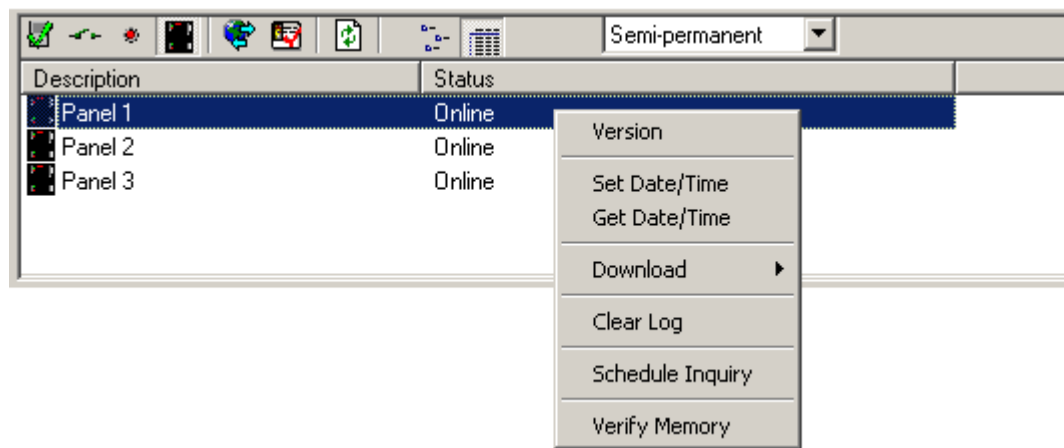 Semi-permanent
Description Status
Panel 1 Online
Panel 2 Online
Panel 3 Online
Version
Set Date/Time
Get Date/Time
Download
Clear Log
Schedule Inquiry
Verify Memory